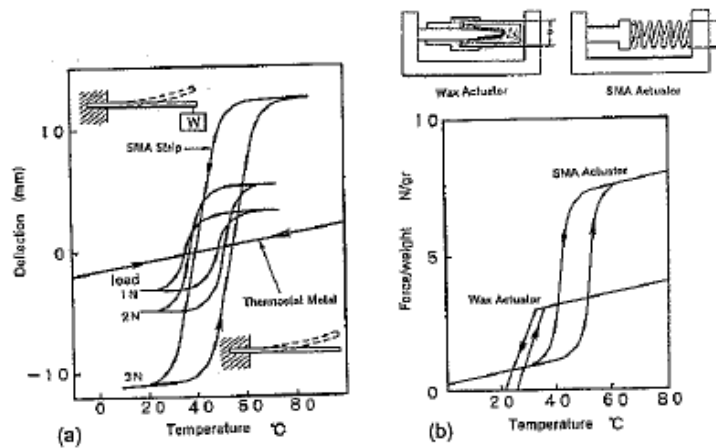 Deflection (mm)
10
0
-10
W
SMA Strip
load
1N
2N
3N
Thermostat Metal
0 20 40 60 80
Temperature ℃
(a)
Wax Actuator
SMA Actuator
Force/weight N/gr
10
5
0
SMA Actuator
Wax Actuator
0 20 40 60 80
Temperature ℃
(b)